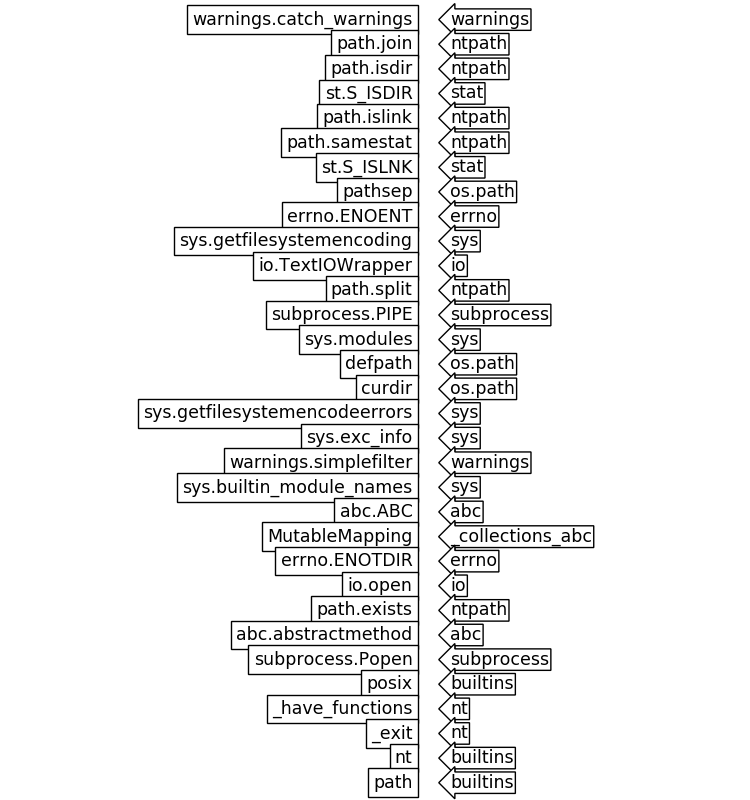 warnings.catch_warnings warnings
path.join ntpath
path.isdir ntpath
st.S_ISDIR stat
path.islink ntpath
path.samestat ntpath
st.S_ISLNK stat
pathsep os.path
errno.ENOENT errno
sys.getfilesystemencoding sys
io.TextIOWrapper io
path.split ntpath
subprocess.PIPE subprocess
sys.modules sys
defpath os.path
curdir os.path
sys.getfilesystemencodeerrors sys
sys.exc_info sys
warnings.simplefilter warnings
sys.builtin_module_names sys
abc.ABC abc
MutableMapping _collections_abc
errno.ENOTDIR errno
io.open io
path.exists ntpath
abc.abstractmethod abc
subprocess.Popen subprocess
posix builtins
_have_functions nt
_exit nt
nt builtins
path builtins